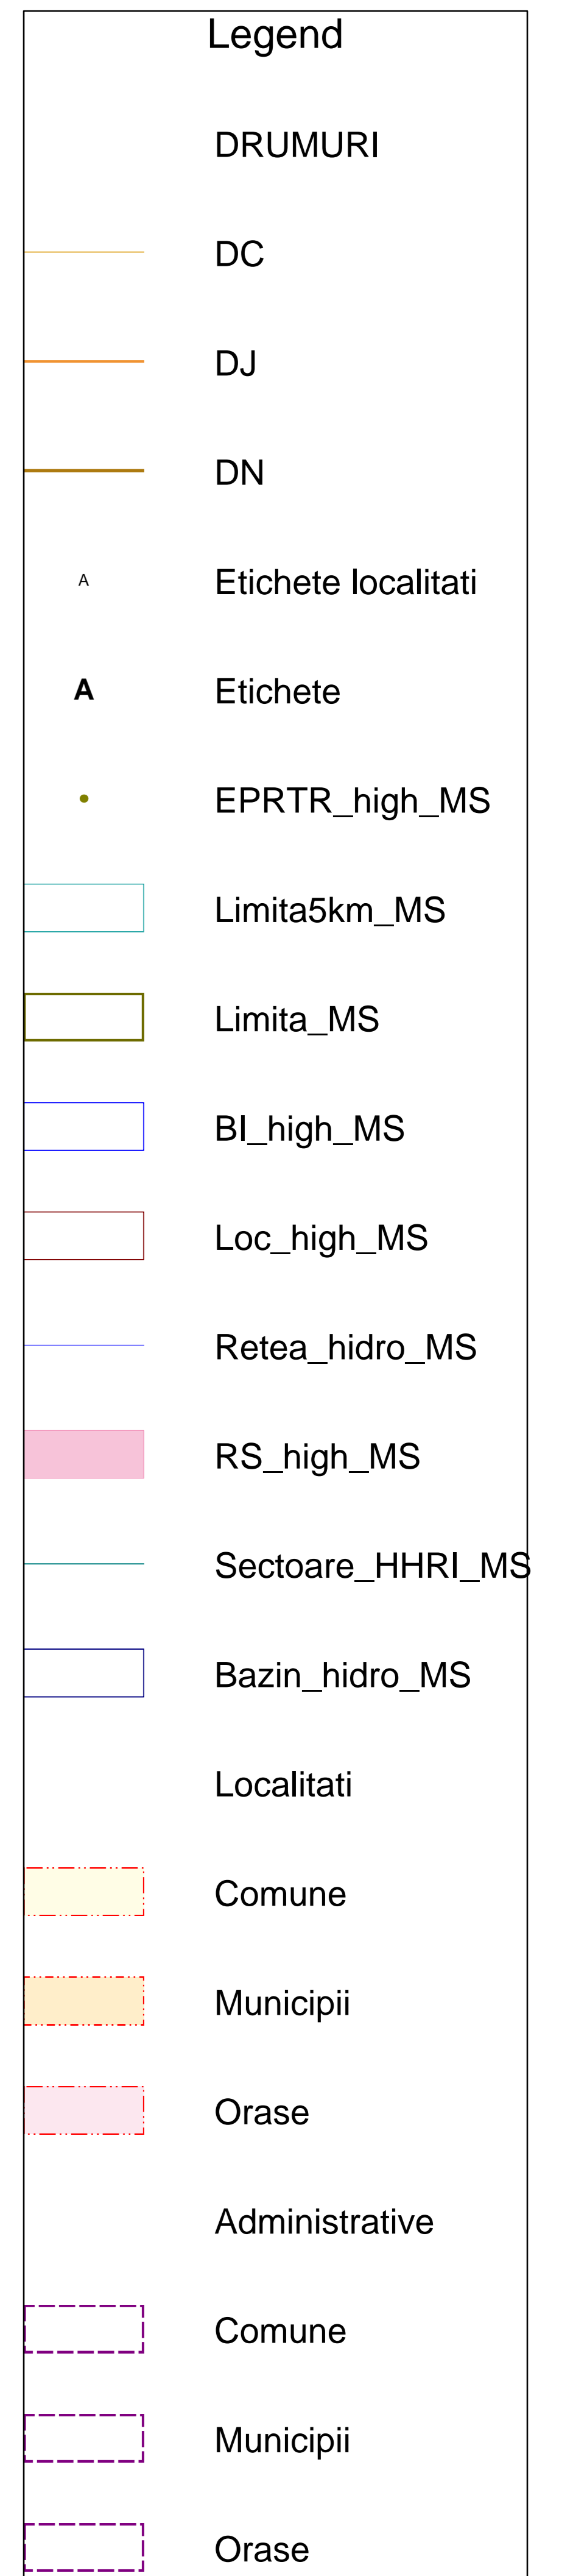 Legend
DRUMURI
DC
DJ
DN
A Etichete localitati
A Etichete
EPRTR_high_MS
Limita5km_MS
Limita_MS
BI_high_MS
Loc_high_MS
Retea_hidro_MS
RS_high_MS
Sectoare_HHRI_MS
Bazin_hidro_MS
Localitati
Comune
Municipii
Orase
Administrative
Comune
Municipii
Orase